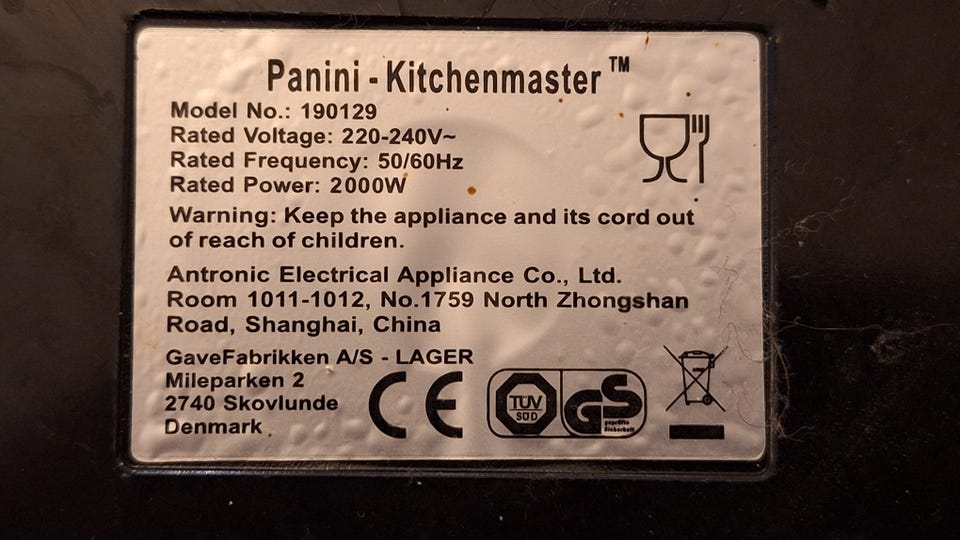 Panini - Kitchenmaster™
Model No.: 190129
Rated Voltage: 220-240V~
Rated Frequency: 50/60Hz
Rated Power: 2000W
Warning: Keep the appliance and its cord out
of reach of children.
Antronic Electrical Appliance Co., Ltd.
Room 1011-1012, No.1759 North Zhongshan
Road, Shanghai, China
GaveFabrikken A/S - LAGER
Mileparken 2
2740 Skovlunde
Denmark
CE
TÜV
SÜD
GS
geprüfte
Sicherheit